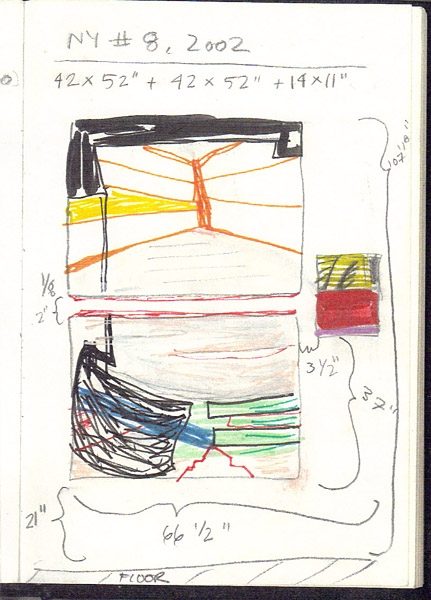 NY # 8, 2002
42 x 52" + 42 x 52" + 14 x 11"
1/8
2"
3 1/2"
37"
21"
66 1/2"
FLOOR